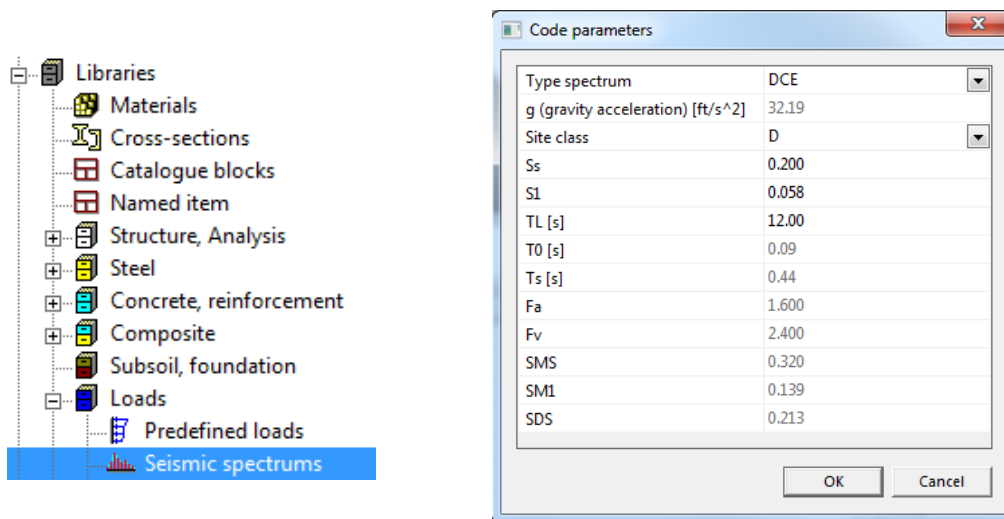 Libraries
Materials
Cross-sections
Catalogue blocks
Named item
Structure, Analysis
Steel
Concrete, reinforcement
Composite
Subsoil, foundation
Loads
Predefined loads
Seismic spectrums
Code parameters
Type spectrum DCE
g (gravity acceleration) [ft/s^2] 32.19
Site class D
Ss 0.200
S1 0.058
TL [s] 12.00
T0 [s] 0.09
Ts [s] 0.44
Fa 1.600
Fv 2.400
SMS 0.320
SM1 0.139
SDS 0.213
OK Cancel